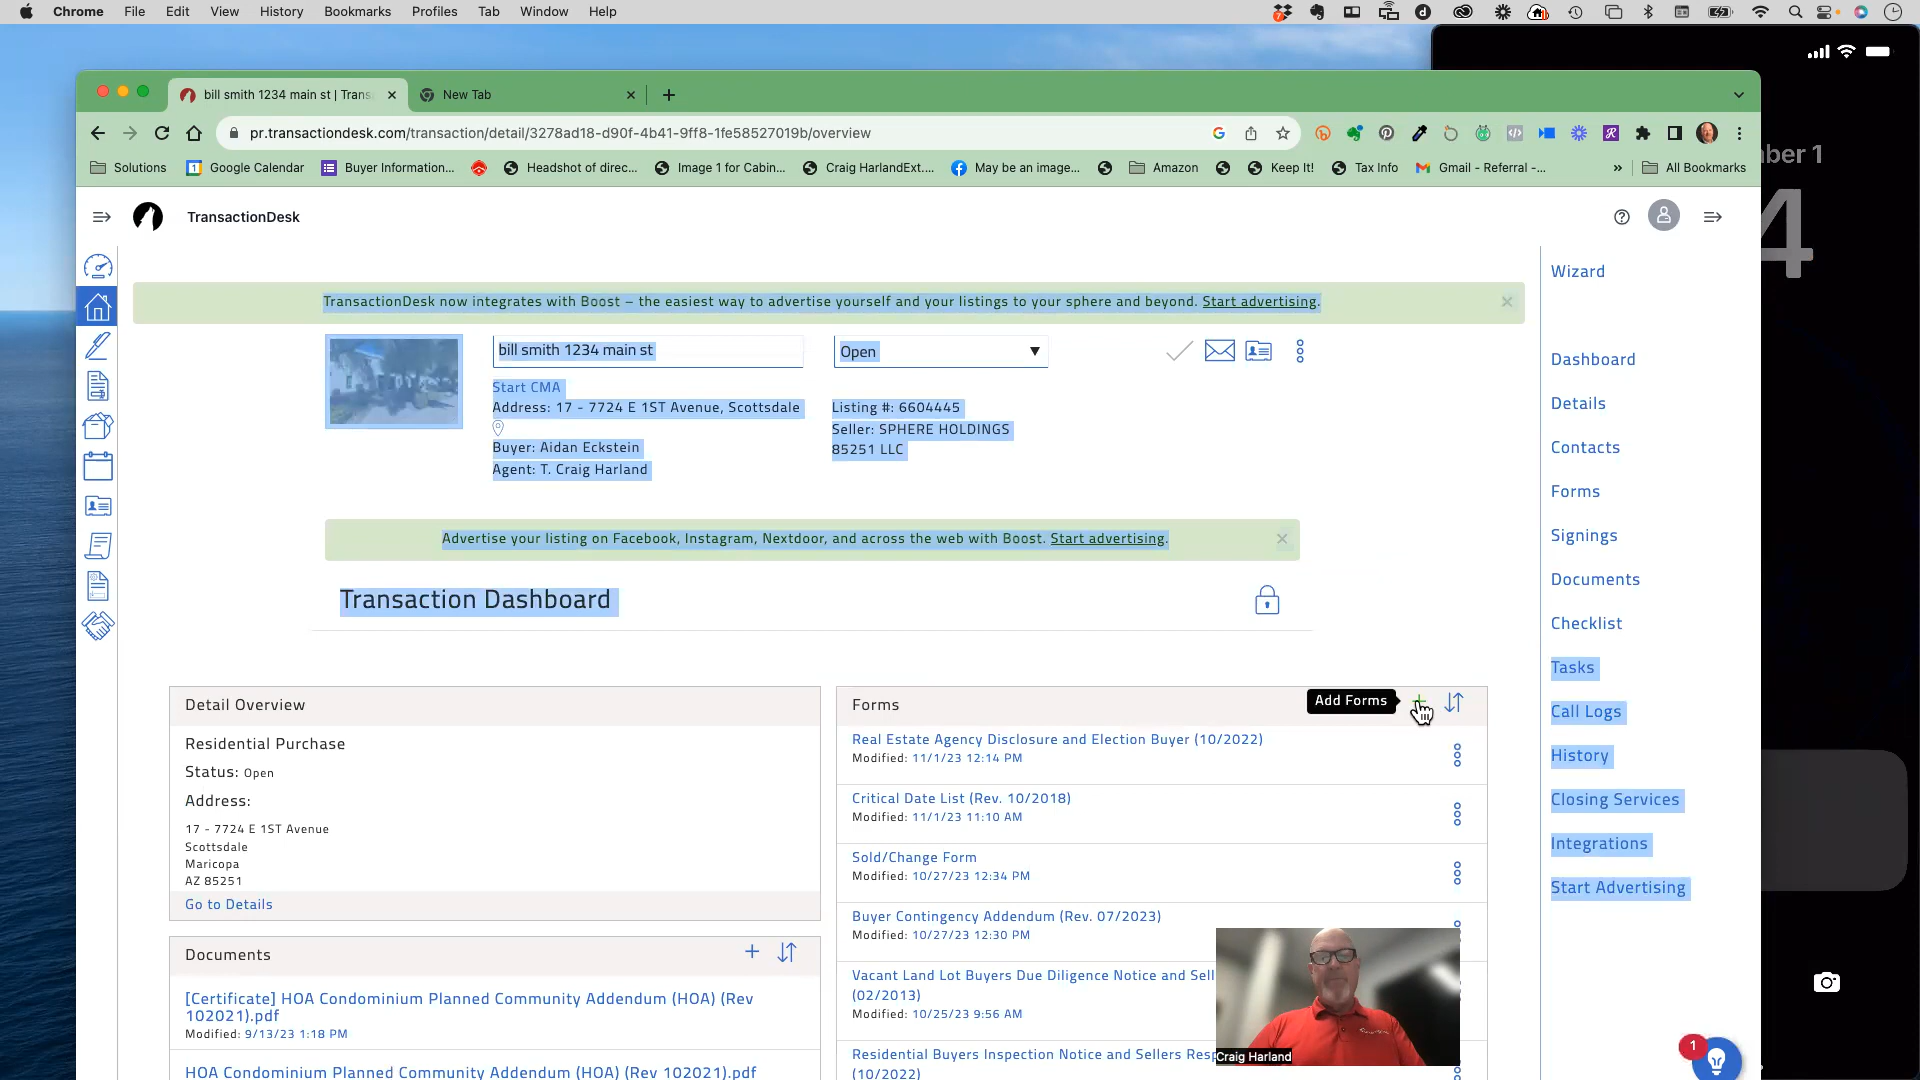 Chrome File Edit View History Bookmarks Profiles Tab Window Help
bill smith 1234 main st | Trans
New Tab
pr.transactiondesk.com/transaction/detail/3278ad18-d90f-4b41-9ff8-1fe58527019b/overview
Solutions Google Calendar Buyer Information... Headshot of direc... Image 1 for Cabin... Craig HarlandExt.... May be an image... Amazon Keep It! Tax Info Gmail - Referral -... » All Bookmarks
mber 1
4
TransactionDesk
TransactionDesk now integrates with Boost – the easiest way to advertise yourself and your listings to your sphere and beyond. Start advertising.
bill smith 1234 main st
Open
Start CMA
Address: 17 - 7724 E 1ST Avenue, Scottsdale
Buyer: Aidan Eckstein
Agent: T. Craig Harland
Listing #: 6604445
Seller: SPHERE HOLDINGS
85251 LLC
Advertise your listing on Facebook, Instagram, Nextdoor, and across the web with Boost. Start advertising.
Transaction Dashboard
Detail Overview
Residential Purchase
Status: Open
Address:
17 - 7724 E 1ST Avenue
Scottsdale
Maricopa
AZ 85251
Go to Details
Documents
[Certificate] HOA Condominium Planned Community Addendum (HOA) (Rev
102021).pdf
Modified: 9/13/23 1:18 PM
HOA Condominium Planned Community Addendum (HOA) (Rev 102021).pdf
Forms
Add Forms
Real Estate Agency Disclosure and Election Buyer (10/2022)
Modified: 11/1/23 12:14 PM
Critical Date List (Rev. 10/2018)
Modified: 11/1/23 11:10 AM
Sold/Change Form
Modified: 10/27/23 12:34 PM
Buyer Contingency Addendum (Rev. 07/2023)
Modified: 10/27/23 12:30 PM
Vacant Land Lot Buyers Due Diligence Notice and Sell
(02/2013)
Modified: 10/25/23 9:56 AM
Residential Buyers Inspection Notice and Sellers Resp
(10/2022)
Craig Harland
Wizard
Dashboard
Details
Contacts
Forms
Signings
Documents
Checklist
Tasks
Call Logs
History
Closing Services
Integrations
Start Advertising
1